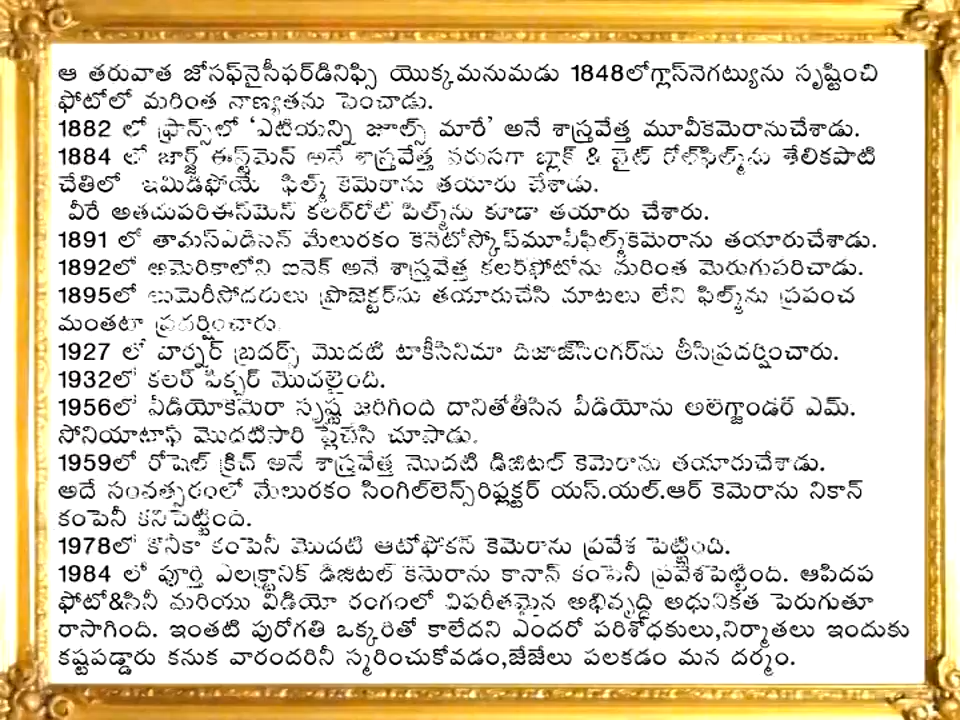 ఆ తరువాత జోసఫ్‌నైసీఫర్‌డినిఫ్సి యొక్కమనుమడు 1848లోగ్లాస్‌నెగట్యును సృష్టించి
ఫోటోలో మరింత నాణ్యతను పెంచాడు.
1882 లో ఫ్రాన్స్‌లో 'ఎటియన్ని జూల్స్ మారే' అనే శాస్త్రవేత్త మూవీకెమెరానుచేశాడు.
1884 లో జార్జ్ ఈస్ట్‌మెన్ అనే శాస్త్రవేత్త వరుసగా బ్లాక్ & వైట్ రోల్‌ఫిల్మ్‌ను శేలికపాటి
చేతిలో ఇమిడిఫోయే ఫిల్మ్ కెమెరాను తయారు చేశాడు.
వీరే అతదుపరిఈస్‌మెన్ కలర్‌రోల్ పిల్మ్‌ను కూడా తయారు చేశారు.
1891 లో తామస్‌ఎడిసన్ మేలురకం కెనెటోస్కోప్‌మూవీఫిల్మ్‌కెమెరాను తయారుచేశాడు.
1892లో అమెరికాలోని ఐనెక్ అనే శాస్త్రవేత్త కలర్‌ఫోటోను మరింత మెరుగుపరిచాడు.
1895లో లుమెరీసోదరులు ప్రొజెక్టర్‌ను తయారుచేసి మాటలు లేని ఫిల్మ్‌ను ప్రపంచ
మంతటా ప్రదర్శించారు.
1927 లో వార్నర్ బ్రదర్స్ మొదటి టాకీసినిమా దిజాజ్‌సింగర్‌ను తీసిప్రదర్శించారు.
1932లో కలర్ పిక్చర్ మొదలైంది.
1956లో వీడియోకెమెరా సృష్టి జరిగింది దానితోతీసిన వీడియోను అలెగ్జాండర్ ఎమ్.
సోనియాటాఫ్ మొదటిసారి ప్లేచేసి చూపాడు.
1959లో రోషెల్ క్రిచ్ అనే శాస్త్రవేత్త మొదటి డిజిటల్ కెమెరాను తయారుచేశాడు.
అదే సంవత్సరంలో మేలురకం సింగిల్‌లెన్స్‌రిఫ్లక్టర్ యస్.యల్.ఆర్ కెమెరాను నికాన్
కంపెనీ కనిపెట్టింది.
1978లో కొనికా కంపెనీ మొదటి ఆటోఫోకస్ కెమెరాను ప్రవేశ పెట్టింది.
1984 లో పూర్తి ఎలక్ట్రానిక్ డిజిటల్ కెమెరాను కానాన్ కంపెనీ ప్రవేశపెట్టింది. ఆపిదప
ఫోటో&సినీ మరియు వీడియో రంగంలో విపరీతమైన అభివృద్ది అధునికత పెరుగుతూ
రాసాగింది. ఇంతటి పురోగతి ఒక్కరితో కాలేదని ఎందరో పరిశోధకులు,నిర్మాతలు ఇందుకు
కష్టపడ్డారు కనుక వారందరినీ స్మరించుకోవడం,జేజేలు పలకడం మన దర్మం.